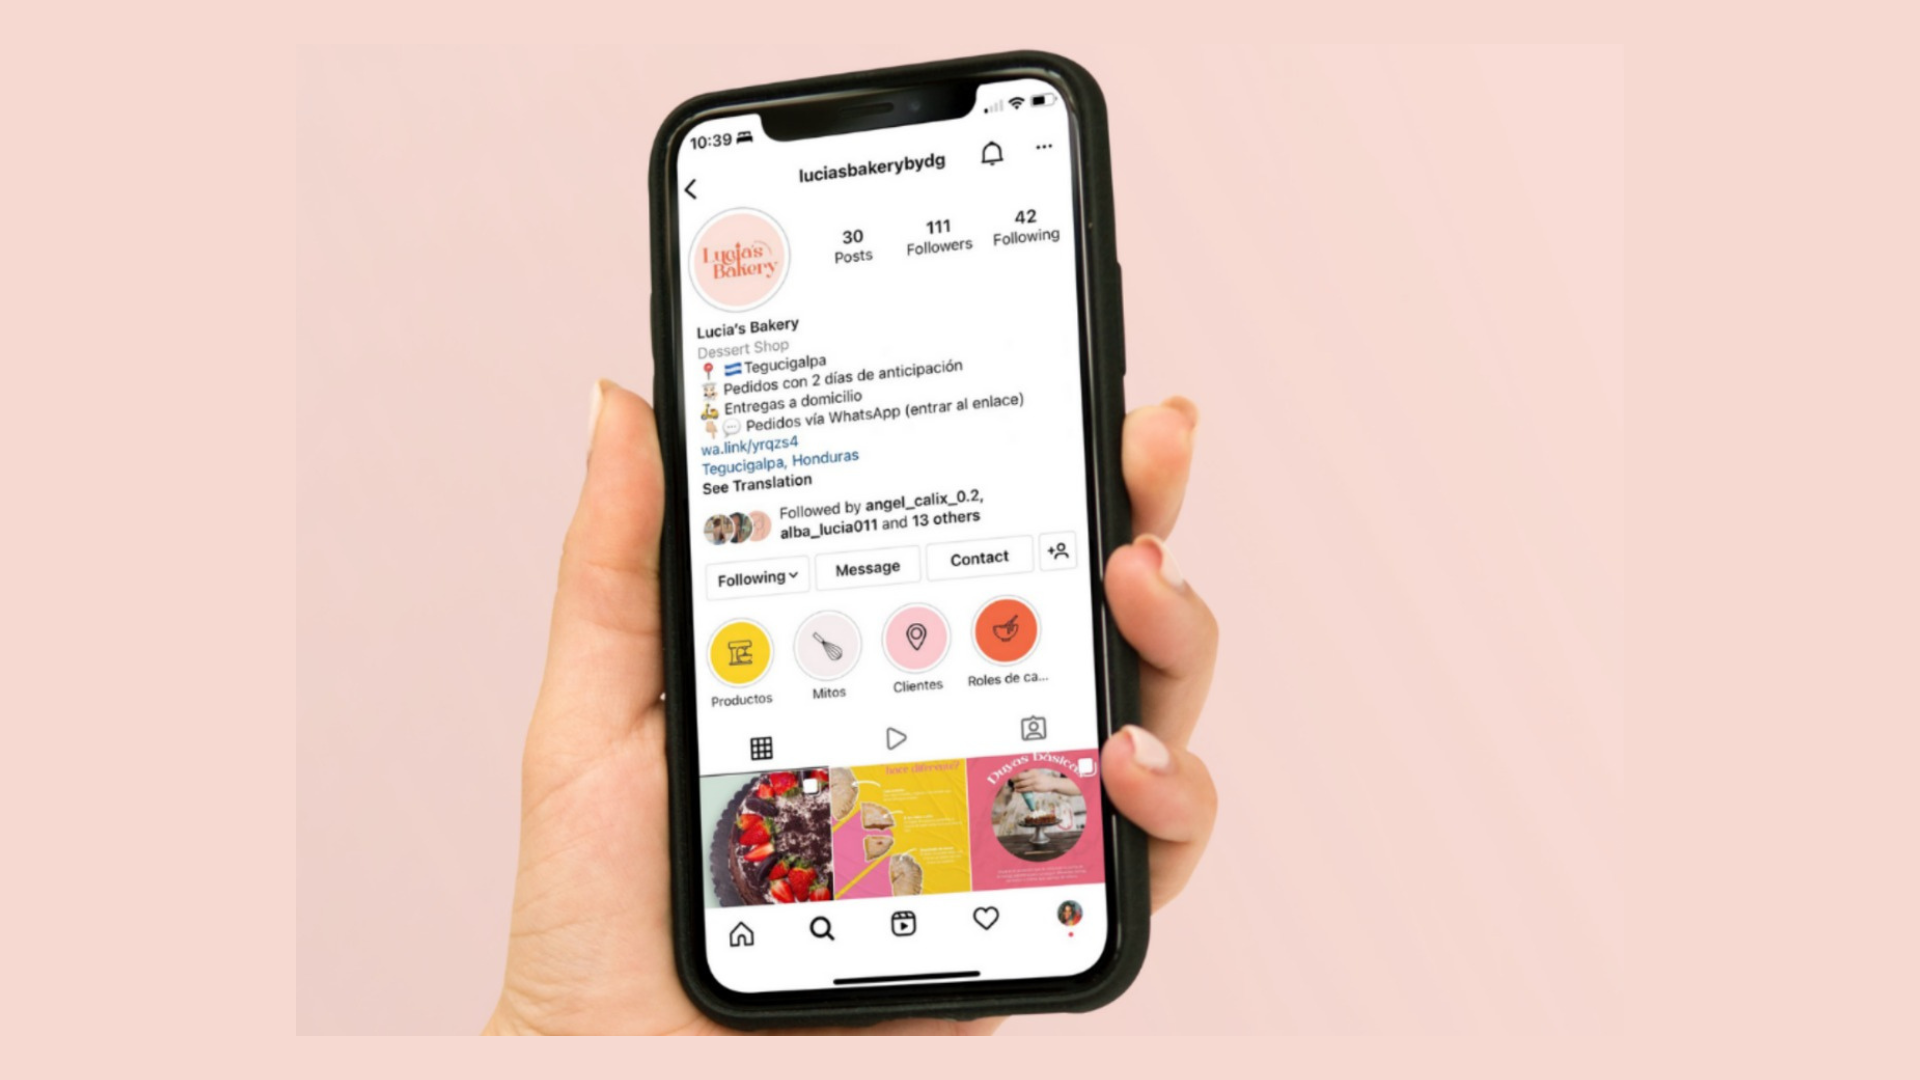 10:39
luciasbakerybydg
Lucia's
Bakery
30
Posts
111
Followers
42
Following
Lucia's Bakery
Dessert Shop
Tegucigalpa
Pedidos con 2 días de anticipación
Entregas a domicilio
Pedidos vía WhatsApp (entrar al enlace)
wa.link/yrqzs4
Tegucigalpa, Honduras
See Translation
Followed by angel_calix_0.2,
alba_lucia011 and 13 others
Following
Message
Contact
Productos
Mitos
Clientes
Roles de ca...
hace diferente?
Duyas básica